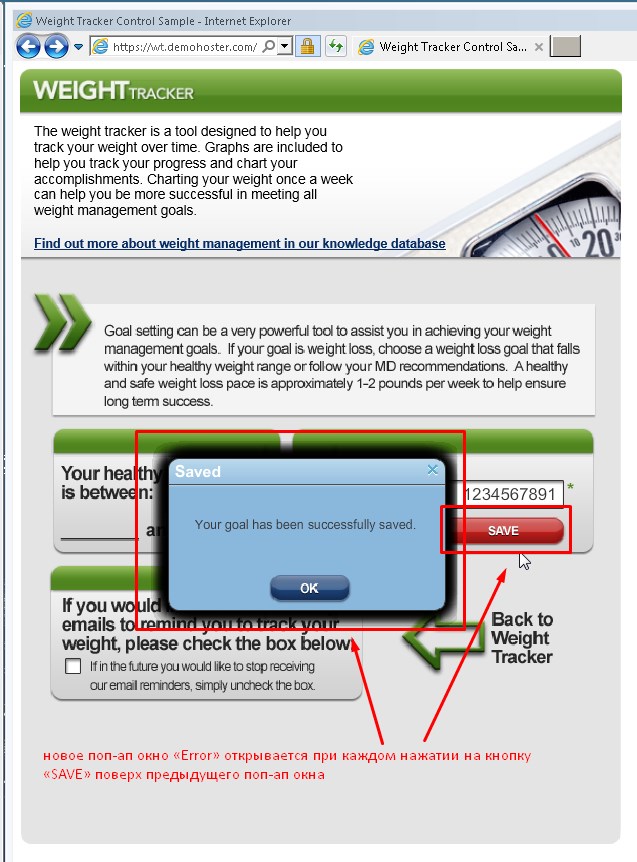 Weight Tracker Control Sample - Internet Explorer
https://wt.demohoster.com/
Weight Tracker Control Sa...
WEIGHT TRACKER
The weight tracker is a tool designed to help you
track your weight over time. Graphs are included to
help you track your progress and chart your
accomplishments. Charting your weight once a week
can help you be more successful in meeting all
weight management goals.
Find out more about weight management in our knowledge database
10
20
30
Goal setting can be a very powerful tool to assist you in achieving your weight
management goals. If your goal is weight loss, choose a weight loss goal that falls
within your healthy weight range or follow your MD recommendations. A healthy
and safe weight loss pace is approximately 1-2 pounds per week to help ensure
long term success.
Your healthy
is between:
Saved
Your goal has been successfully saved.
OK
1234567891 *
SAVE
If you would
emails to remind you to track your
weight, please check the box below.
If in the future you would like to stop receiving
our email reminders, simply uncheck the box.
Back to
Weight
Tracker
новое поп-ап окно «Error» открывается при каждом нажатии на кнопку
«SAVE» поверх предыдущего поп-ап окна